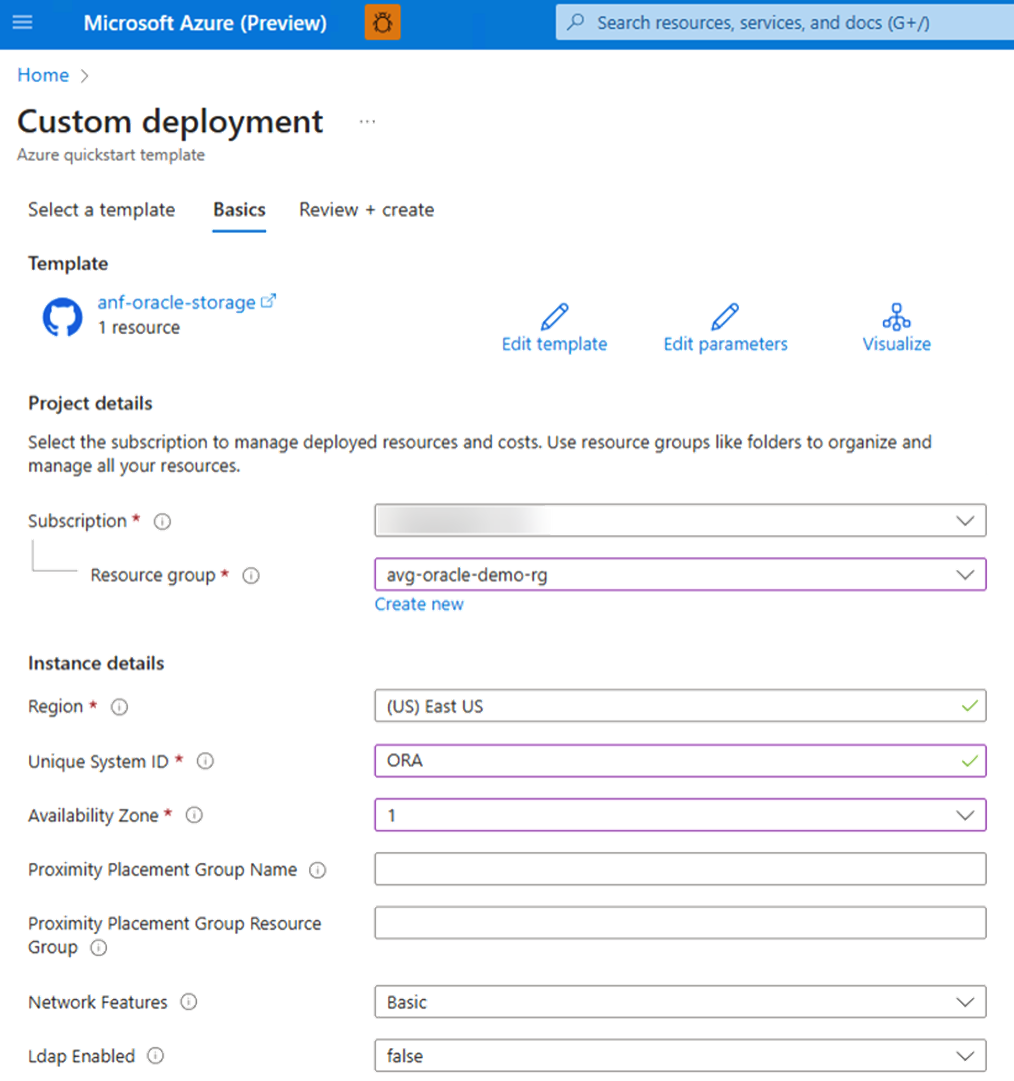 Microsoft Azure (Preview)
Search resources, services, and docs (G+/)
Home
Custom deployment ...
Azure quickstart template
Select a template Basics Review + create
Template
anf-oracle-storage
1 resource
Edit template Edit parameters Visualize
Project details
Select the subscription to manage deployed resources and costs. Use resource groups like folders to organize and
manage all your resources.
Subscription *
Resource group * avg-oracle-demo-rg
Create new
Instance details
Region * (US) East US
Unique System ID * ORA
Availability Zone * 1
Proximity Placement Group Name
Proximity Placement Group Resource
Group
Network Features Basic
Ldap Enabled false